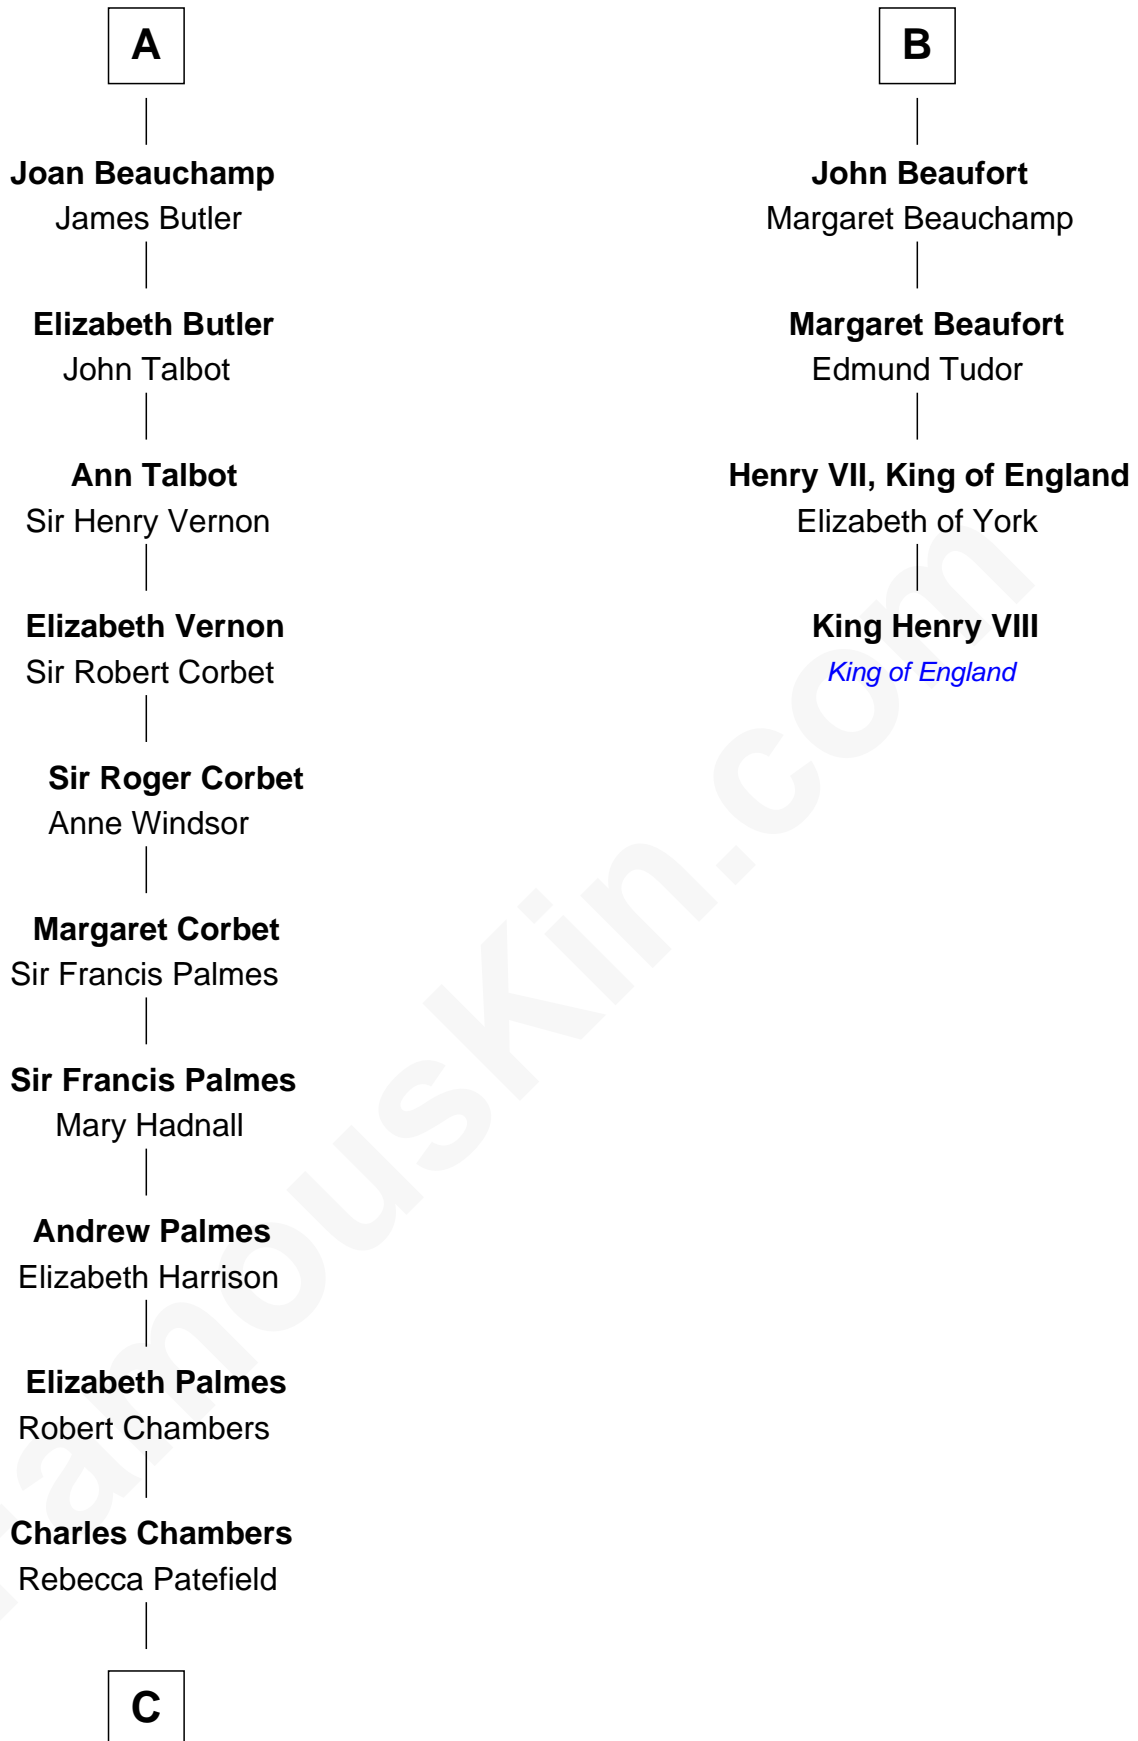 A
Joan Beauchamp
James Butler
Elizabeth Butler
John Talbot
Ann Talbot
Sir Henry Vernon
Elizabeth Vernon
Sir Robert Corbet
Sir Roger Corbet
Anne Windsor
Margaret Corbet
Sir Francis Palmes
Sir Francis Palmes
Mary Hadnall
Andrew Palmes
Elizabeth Harrison
Elizabeth Palmes
Robert Chambers
Charles Chambers
Rebecca Patefield
C
B
John Beaufort
Margaret Beauchamp
Margaret Beaufort
Edmund Tudor
Henry VII, King of England
Elizabeth of York
King Henry VIII
King of England
FamousKin.com